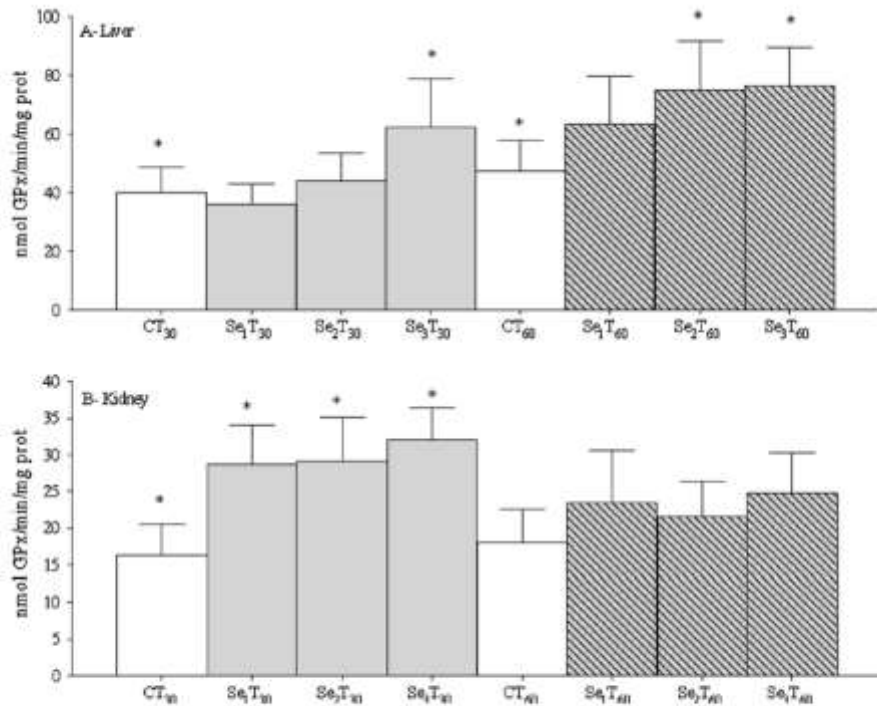 A- Liver
nmol GPx/min/mg prot
100
80
60
40
20
0
* * * * *
CT30 Se1T30 Se2T30 Se3T30 CT60 Se1T60 Se2T60 Se3T60
B- Kidney
nmol GPx/min/mg prot
40
35
30
25
20
15
10
5
0
* * * *
CT30 Se1T30 Se2T30 Se3T30 CT60 Se1T60 Se2T60 Se3T60